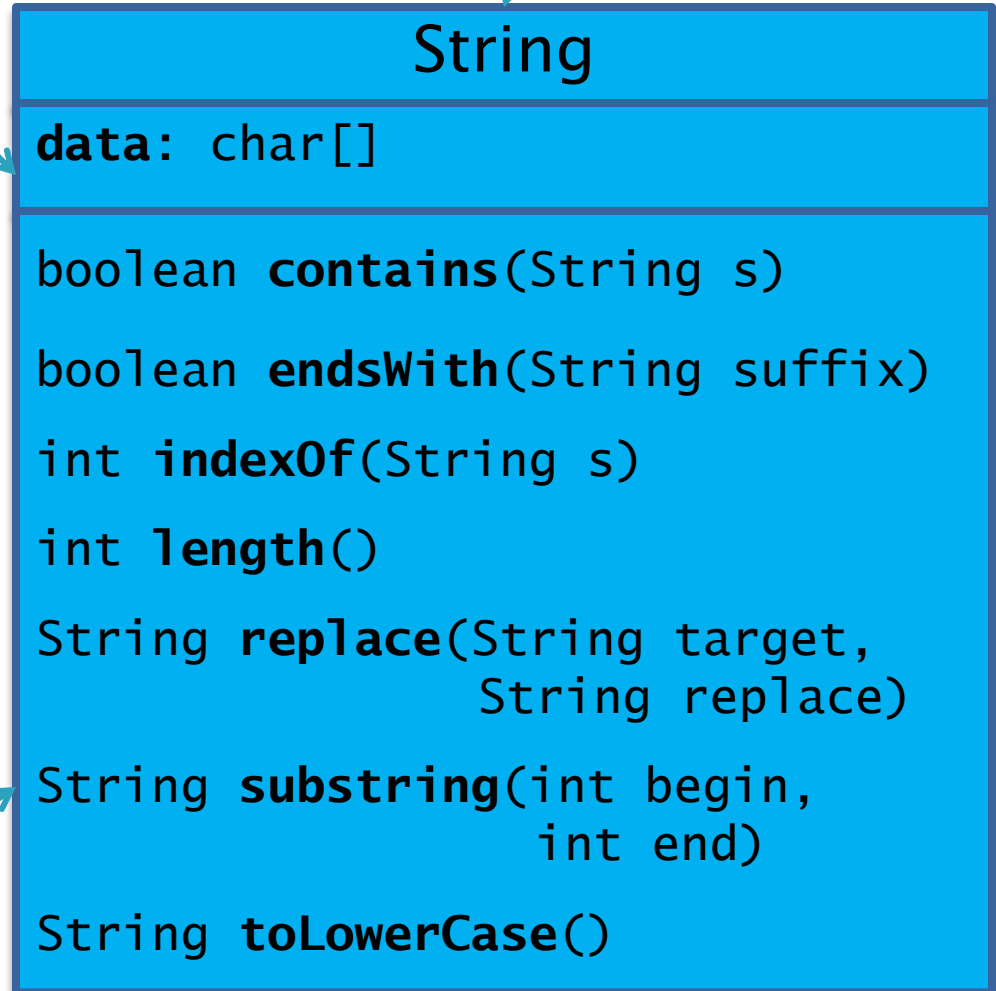 String
data: char[]
boolean contains(String s)
boolean endsWith(String suffix)
int indexOf(String s)
int length()
String replace(String target,
String replace)
String substring(int begin,
int end)
String toLowerCase()